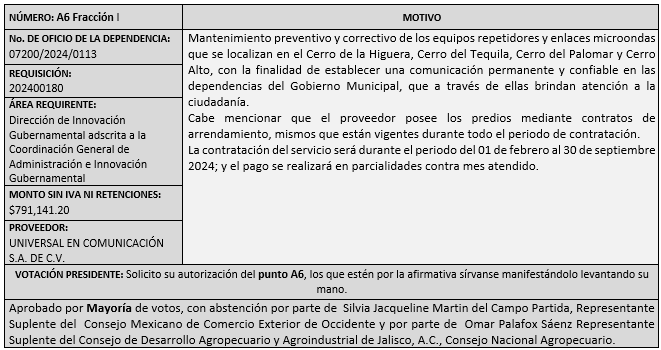 NÚMERO: A6 Fracción I
MOTIVO
No. DE OFICIO DE LA DEPENDENCIA:
07200/2024/0113
REQUISICIÓN:
202400180
ÁREA REQUIRENTE:
Dirección de Innovación
Gubernamental adscrita a la
Coordinación General de
Administración e Innovación
Gubernamental
MONTO SIN IVA NI RETENCIONES:
$791,141.20
PROVEEDOR:
UNIVERSAL EN COMUNICACIÓN
S.A. DE C.V.
Mantenimiento preventivo y correctivo de los equipos repetidores y enlaces microondas
que se localizan en el Cerro de la Higuera, Cerro del Tequila, Cerro del Palomar y Cerro
Alto, con la finalidad de establecer una comunicación permanente y confiable en las
dependencias del Gobierno Municipal, que a través de ellas brindan atención a la
ciudadanía.
Cabe mencionar que el proveedor posee los predios mediante contratos de
arrendamiento, mismos que están vigentes durante todo el periodo de contratación.
La contratación del servicio será durante el periodo del 01 de febrero al 30 de septiembre
2024; y el pago se realizará en parcialidades contra mes atendido.
VOTACIÓN PRESIDENTE: Solicito su autorización del punto A6, los que estén por la afirmativa sírvanse manifestándolo levantando su
mano.
Aprobado por Mayoría de votos, con abstención por parte de Silvia Jacqueline Martin del Campo Partida, Representante
Suplente del Consejo Mexicano de Comercio Exterior de Occidente y por parte de Omar Palafox Sáenz Representante
Suplente del Consejo de Desarrollo Agropecuario y Agroindustrial de Jalisco, A.C., Consejo Nacional Agropecuario.